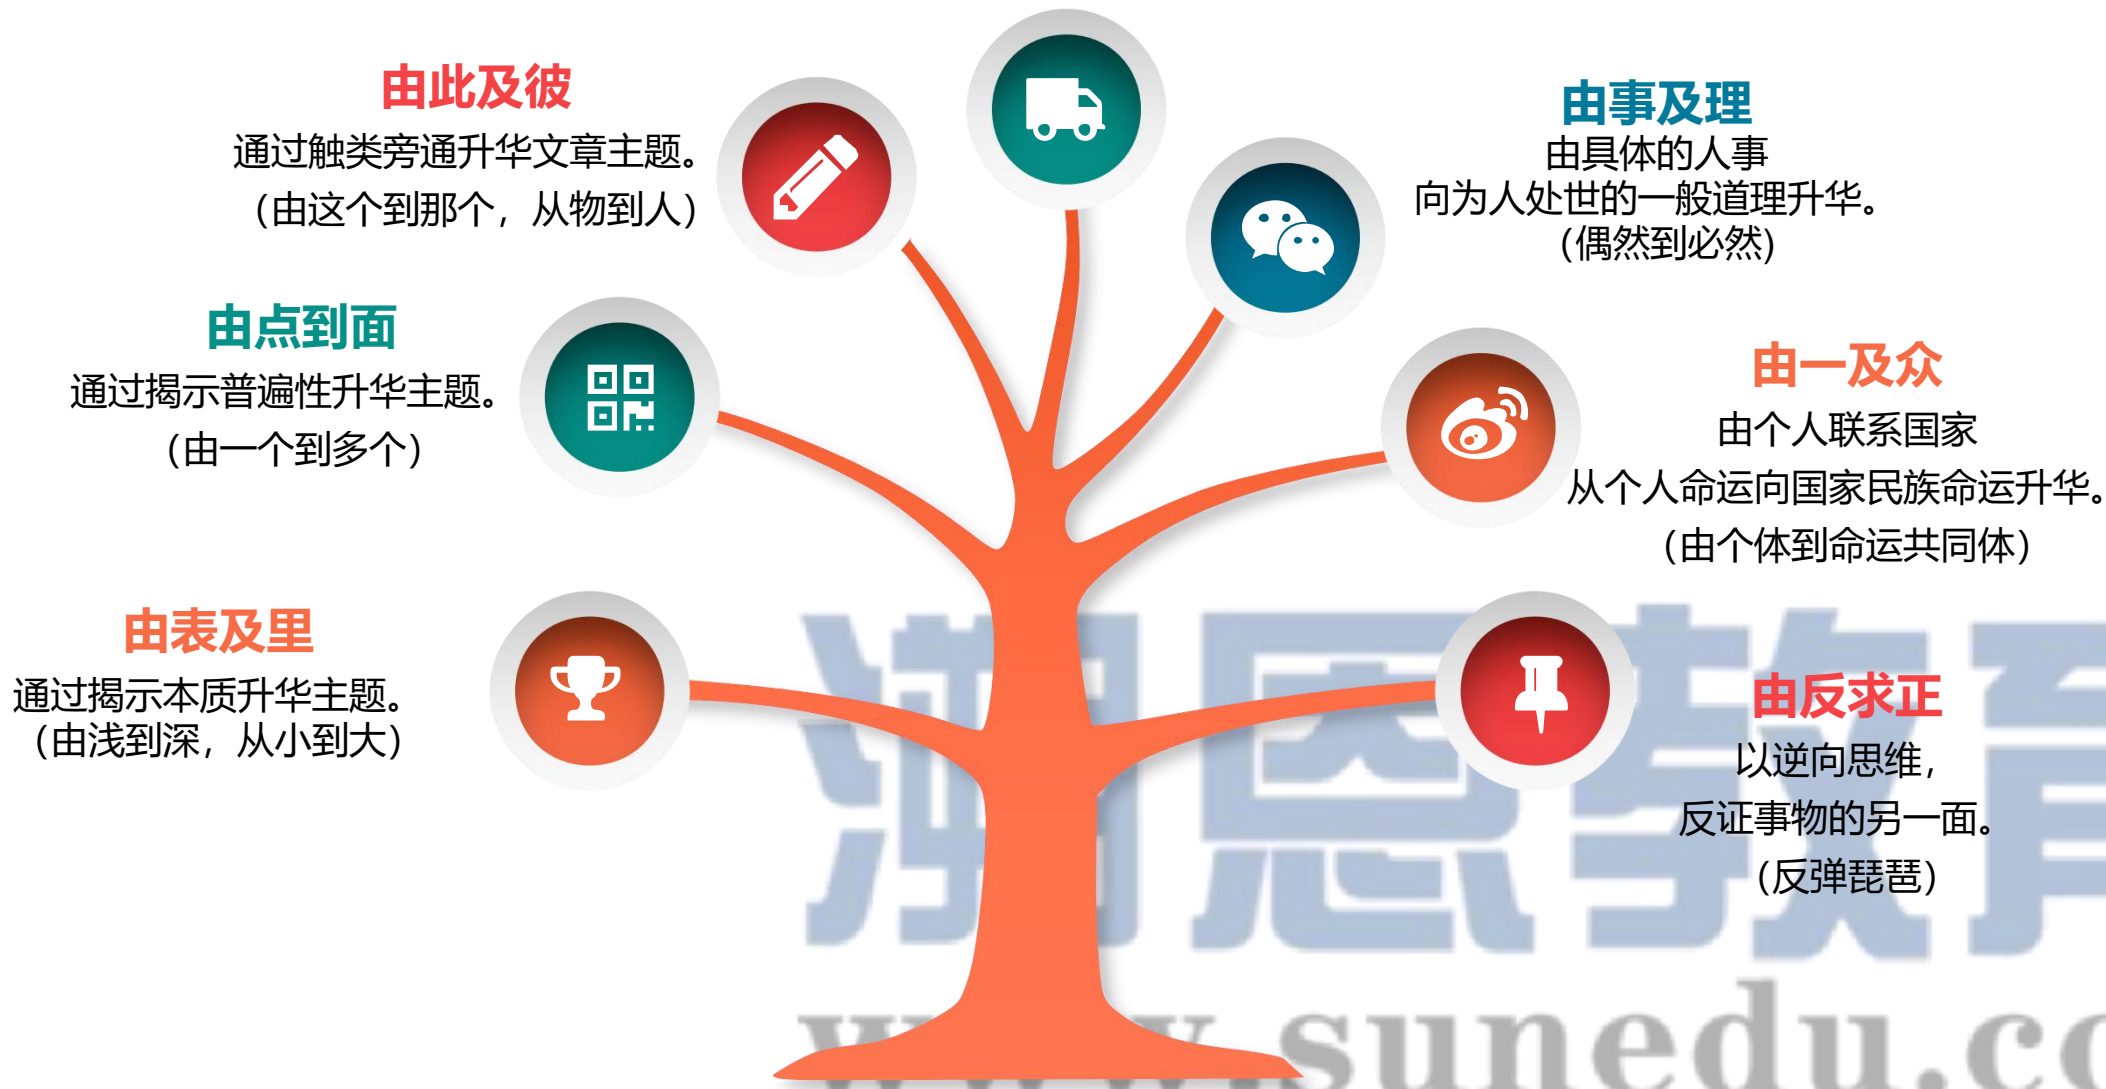 由此及彼
通过触类旁通升华文章主题。
（由这个到那个，从物到人）
由点到面
通过揭示普遍性升华主题。
（由一个到多个）
由表及里
通过揭示本质升华主题。
（由浅到深，从小到大）
由事及理
由具体的人事
向为人处世的一般道理升华。
（偶然到必然)
由一及众
由个人联系国家
从个人命运向国家民族命运升华。
（由个体到命运共同体）
由反求正
以逆向思维，
反证事物的另一面。
（反弹琵琶）
恩教育
www.sunedu.co